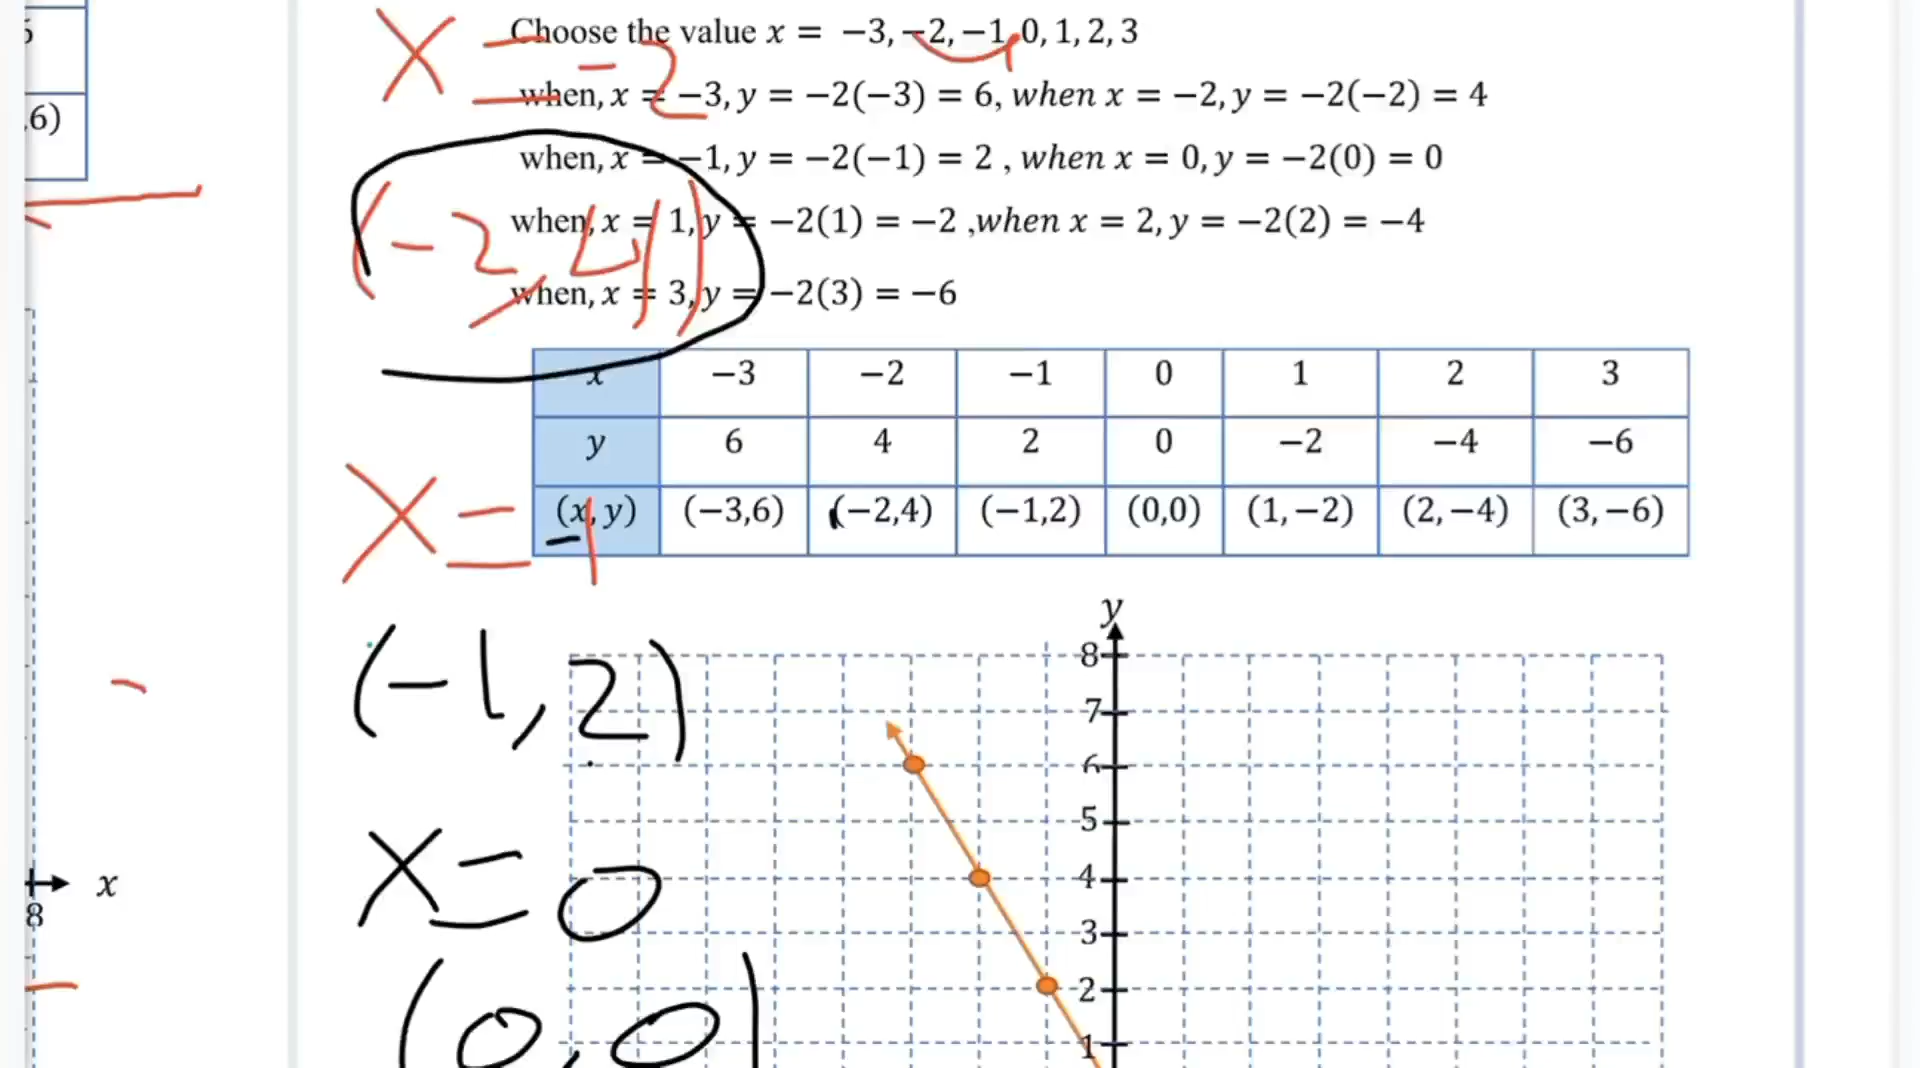 5
,6)
Choose the value x = −3, −2, −1, 0, 1, 2, 3
x = −2
when, x = −3, y = −2(−3) = 6, when x = −2, y = −2(−2) = 4
when, x = −1, y = −2(−1) = 2 , when x = 0, y = −2(0) = 0
when, x = 1, y = −2(1) = −2 ,when x = 2, y = −2(2) = −4
(−2, 4)
when, x = 3, y = −2(3) = −6
x −3 −2 −1 0 1 2 3
y 6 4 2 0 −2 −4 −6
(x, y) (−3,6) (−2,4) (−1,2) (0,0) (1, −2) (2, −4) (3, −6)
x = −1
(−1, 2)
x = 0
(0, 0)
y
8
7
6
5
4
3
2
1
x
8